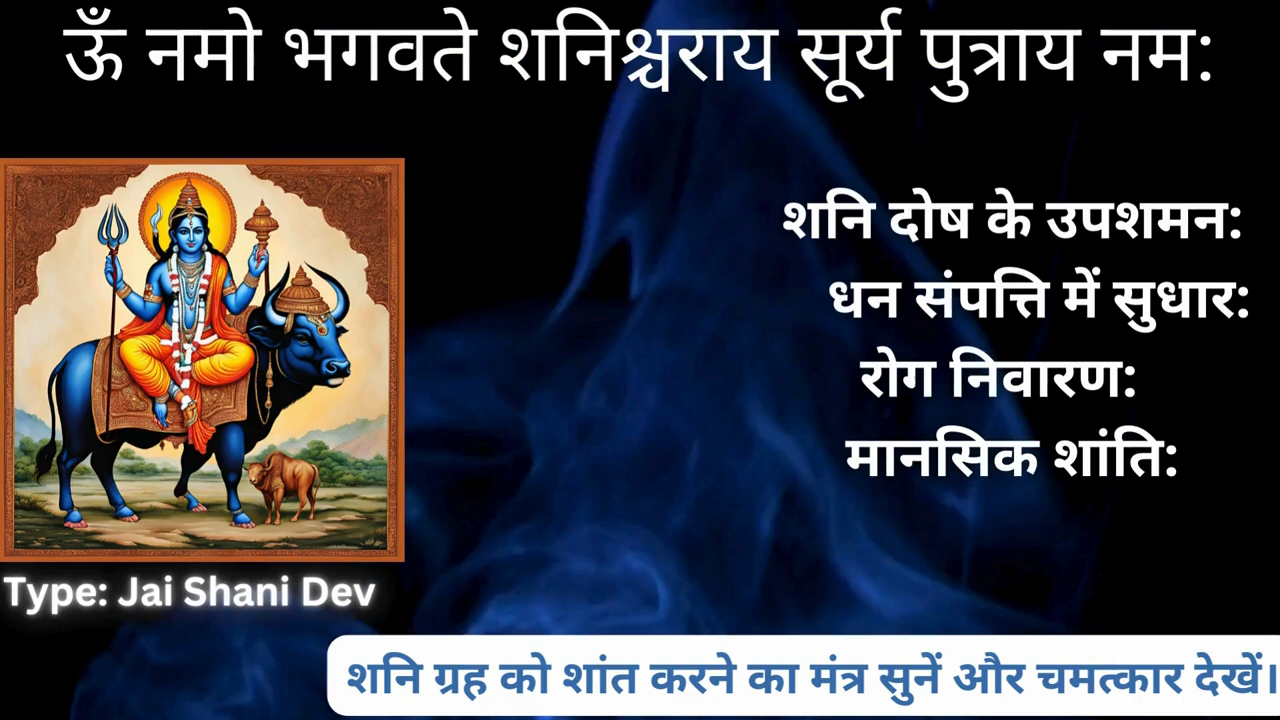 ऊँ नमो भगवते शनिश्चराय सूर्य पुत्राय नम:
शनि दोष के उपशमन:
धन संपत्ति में सुधार:
रोग निवारण:
मानसिक शांति:
Type: Jai Shani Dev
शनि ग्रह को शांत करने का मंत्र सुनें और चमत्कार देखें।